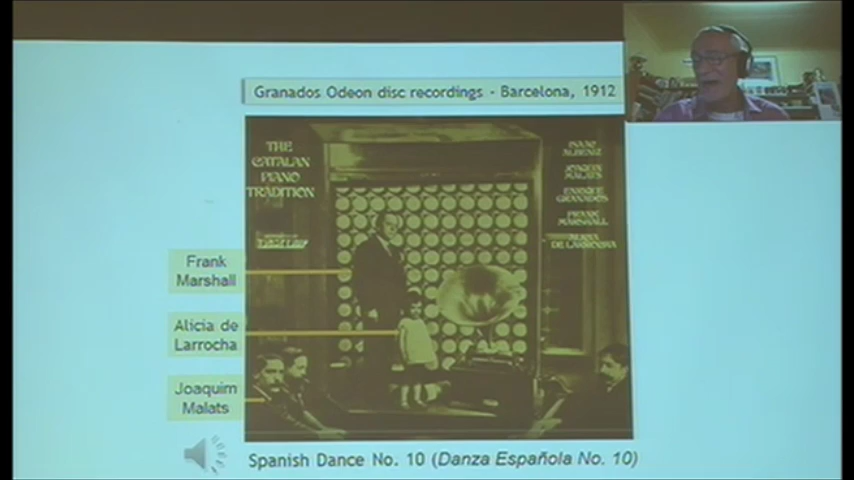 Granados Odeon disc recordings - Barcelona, 1912
THE
CATALAN
PIANO
TRADITION
ISAAC
ALBENIZ
JOAQUIN
MALATS
ENRIQUE
GRANADOS
FRANK
MARSHALL
ALICIA
DE LARROCHA
Frank
Marshall
Alicia de
Larrocha
Joaquim
Malats
Spanish Dance No. 10 (Danza Española No. 10)